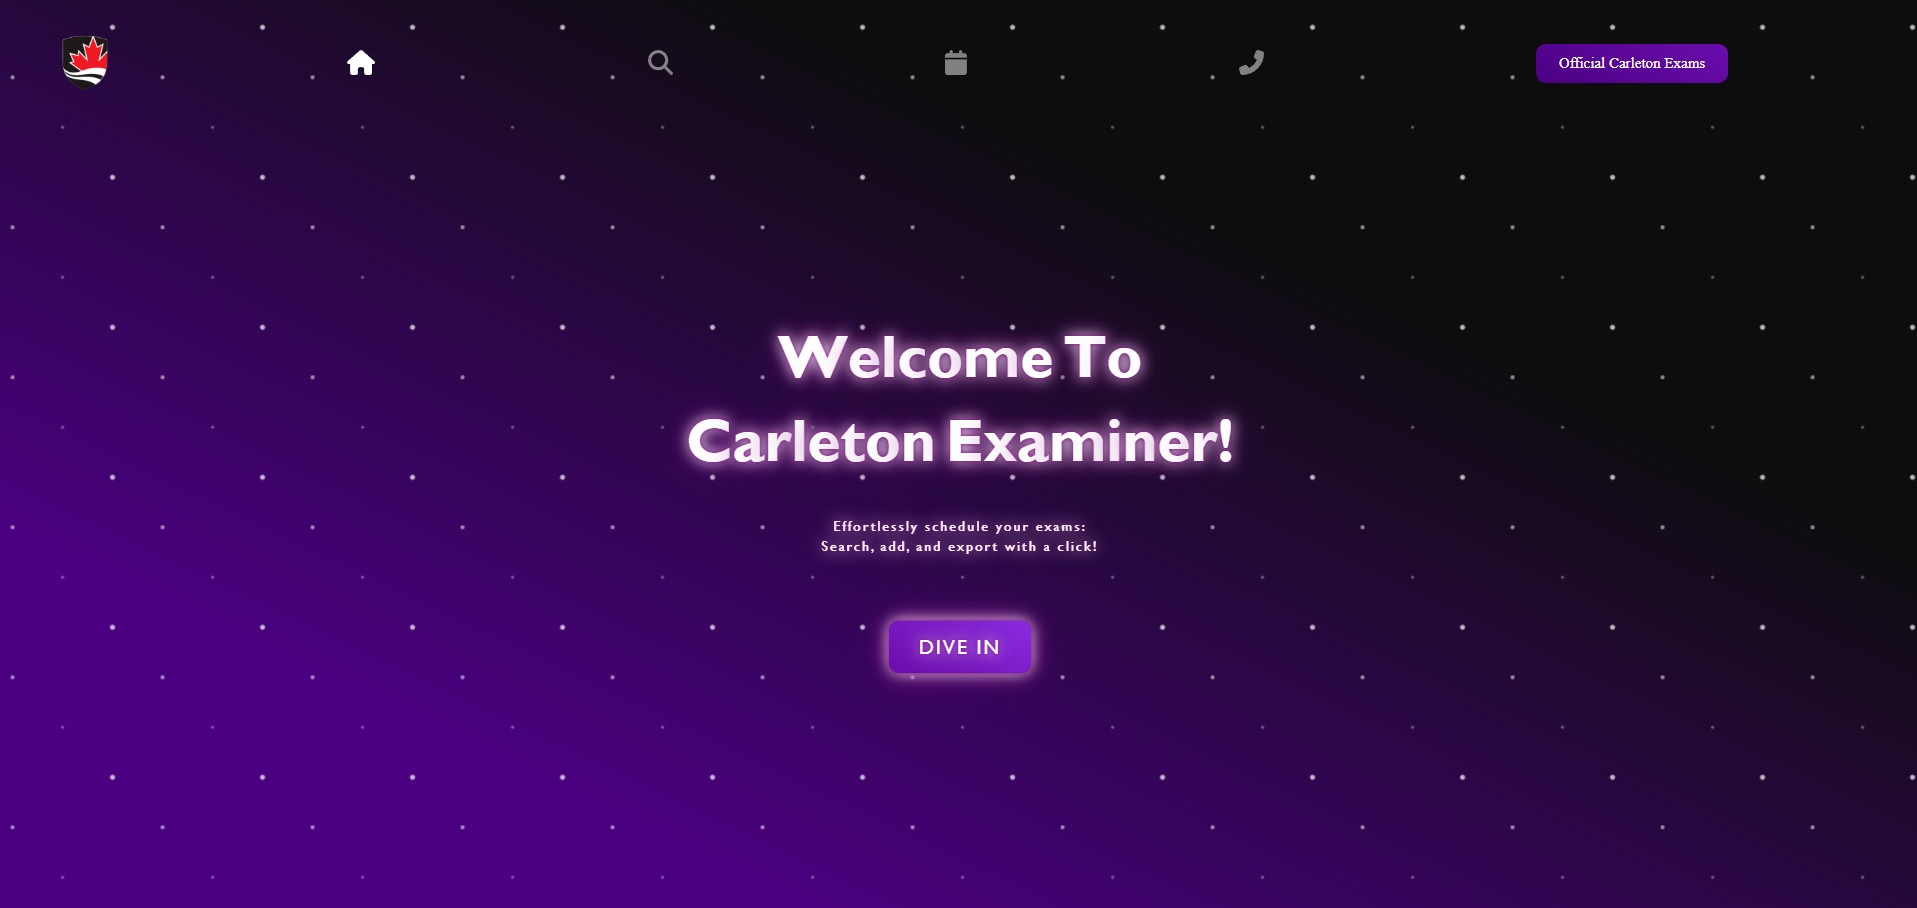 Official Carleton Exams
Welcome To
Carleton Examiner!
Effortlessly schedule your exams:
Search, add, and export with a click!
DIVE IN